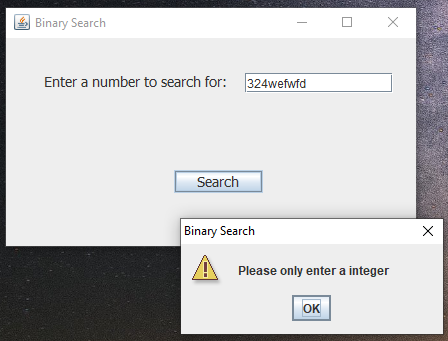 Binary Search
Enter a number to search for:
324wefwfd
Search
Binary Search
Please only enter a integer
OK